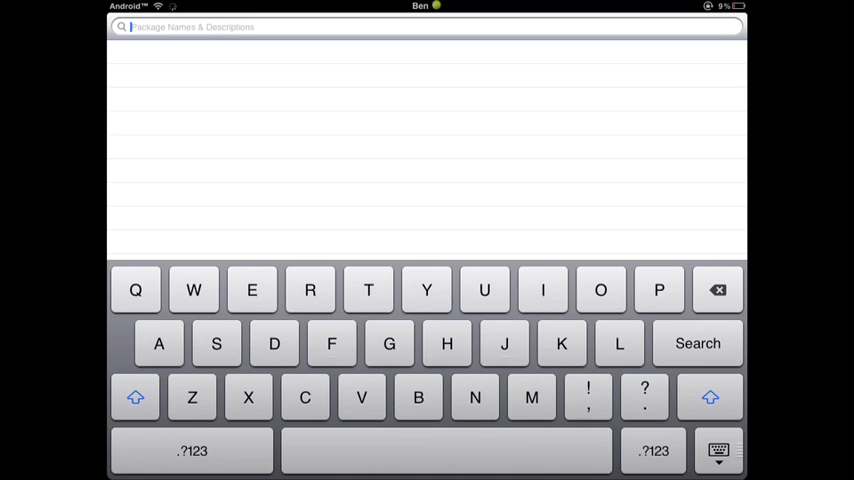 Android™ Ben 9%
Package Names & Descriptions
Q W E R T Y U I O P
A S D F G H J K L Search
Z X C V B N M ! , ? .
.?123 .?123